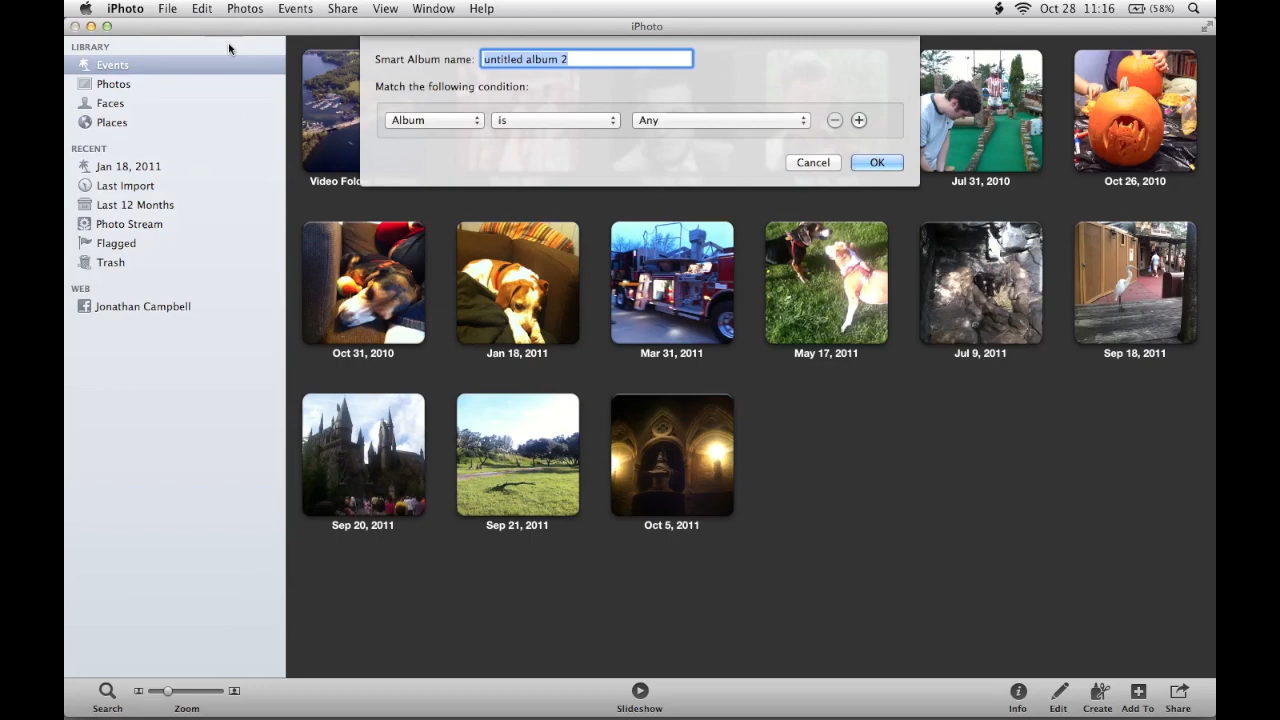 iPhoto File Edit Photos Events Share View Window Help Oct 28 11:16 (58%)
iPhoto
LIBRARY
Events
Photos
Faces
Places
RECENT
Jan 18, 2011
Last Import
Last 12 Months
Photo Stream
Flagged
Trash
WEB
Jonathan Campbell
Smart Album name: untitled album 2
Match the following condition:
Album is Any
Cancel OK
Video Fold Jul 31, 2010 Oct 26, 2010
Oct 31, 2010 Jan 18, 2011 Mar 31, 2011 May 17, 2011 Jul 9, 2011 Sep 18, 2011
Sep 20, 2011 Sep 21, 2011 Oct 5, 2011
Search Zoom Slideshow Info Edit Create Add To Share